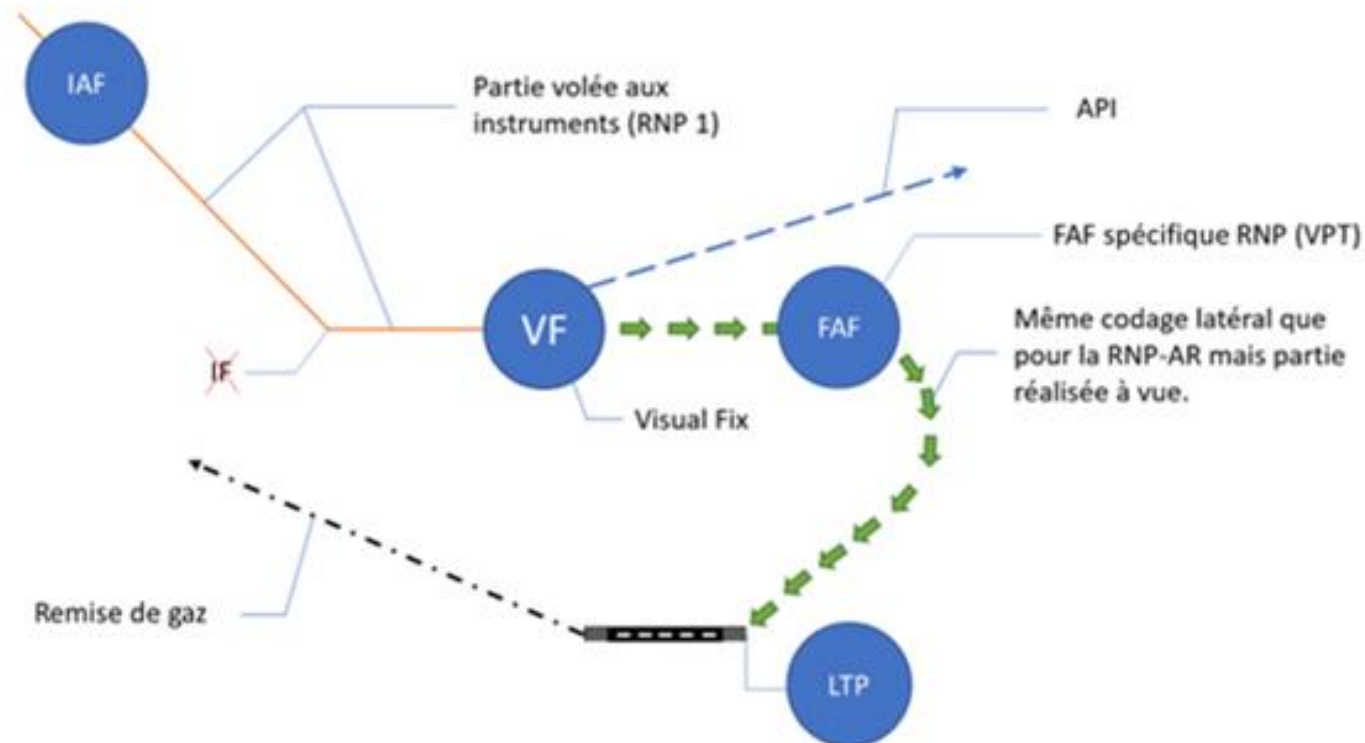 IAF
Partie volée aux
instruments (RNP 1)
API
FAF spécifique RNP (VPT)
VF
FAF
Même codage latéral que
pour la RNP-AR mais partie
réalisée à vue.
IF
Visual Fix
Remise de gaz
LTP